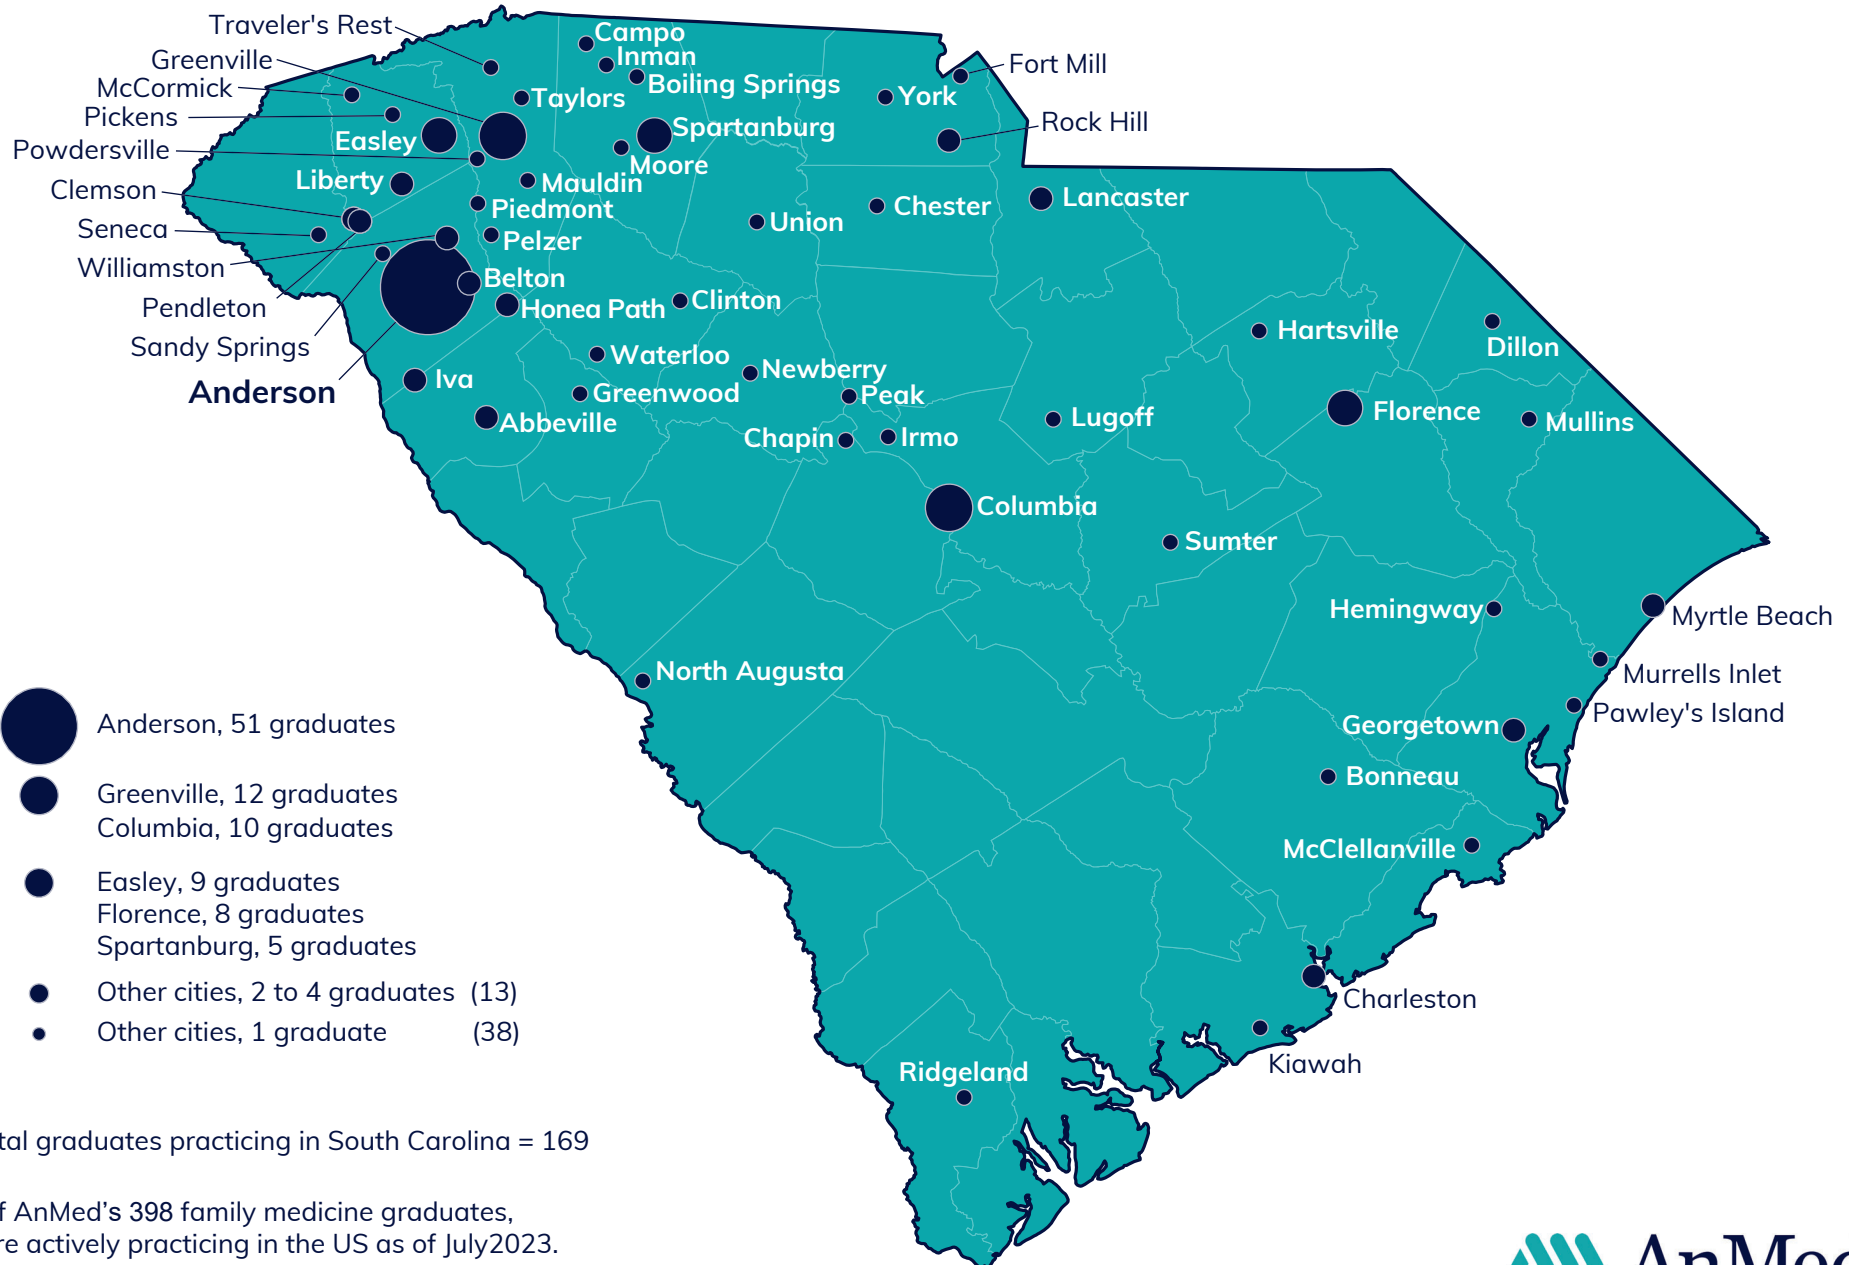 Traveler's Rest
Greenville
McCormick
Pickens
Powdersville
Clemson
Seneca
Williamston
Pendleton
Sandy Springs
Anderson
Campo
Inman
Boiling Springs
Taylors
Easley
Spartanburg
Moore
Liberty
Mauldin
Piedmont
Pelzer
Belton
Honea Path
Clinton
Union
Chester
York
Fort Mill
Rock Hill
Lancaster
Waterloo
Newberry
Greenwood
Peak
Iva
Abbeville
Chapin
Irmo
Lugoff
Hartsville
Dillon
Florence
Mullins
Columbia
Sumter
Hemingway
Myrtle Beach
North Augusta
Murrells Inlet
Pawley's Island
Georgetown
Bonneau
McClellanville
Charleston
Kiawah
Ridgeland
Anderson, 51 graduates
Greenville, 12 graduates
Columbia, 10 graduates
Easley, 9 graduates
Florence, 8 graduates
Spartanburg, 5 graduates
Other cities, 2 to 4 graduates (13)
Other cities, 1 graduate (38)
graduates practicing in South Carolina = 169
AnMed's 398 family medicine graduates,
actively practicing in the US as of July2023.